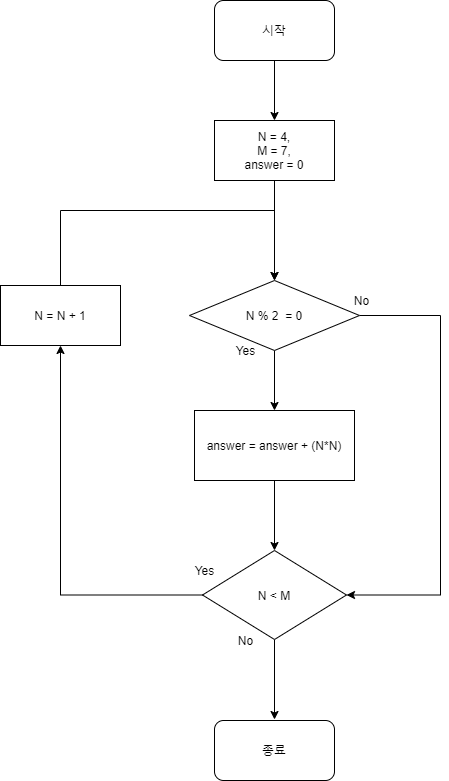 시작
N = 4,
M = 7,
answer = 0
N = N + 1
N % 2  = 0
No
Yes
answer = answer + (N*N)
Yes
N < M
No
종료